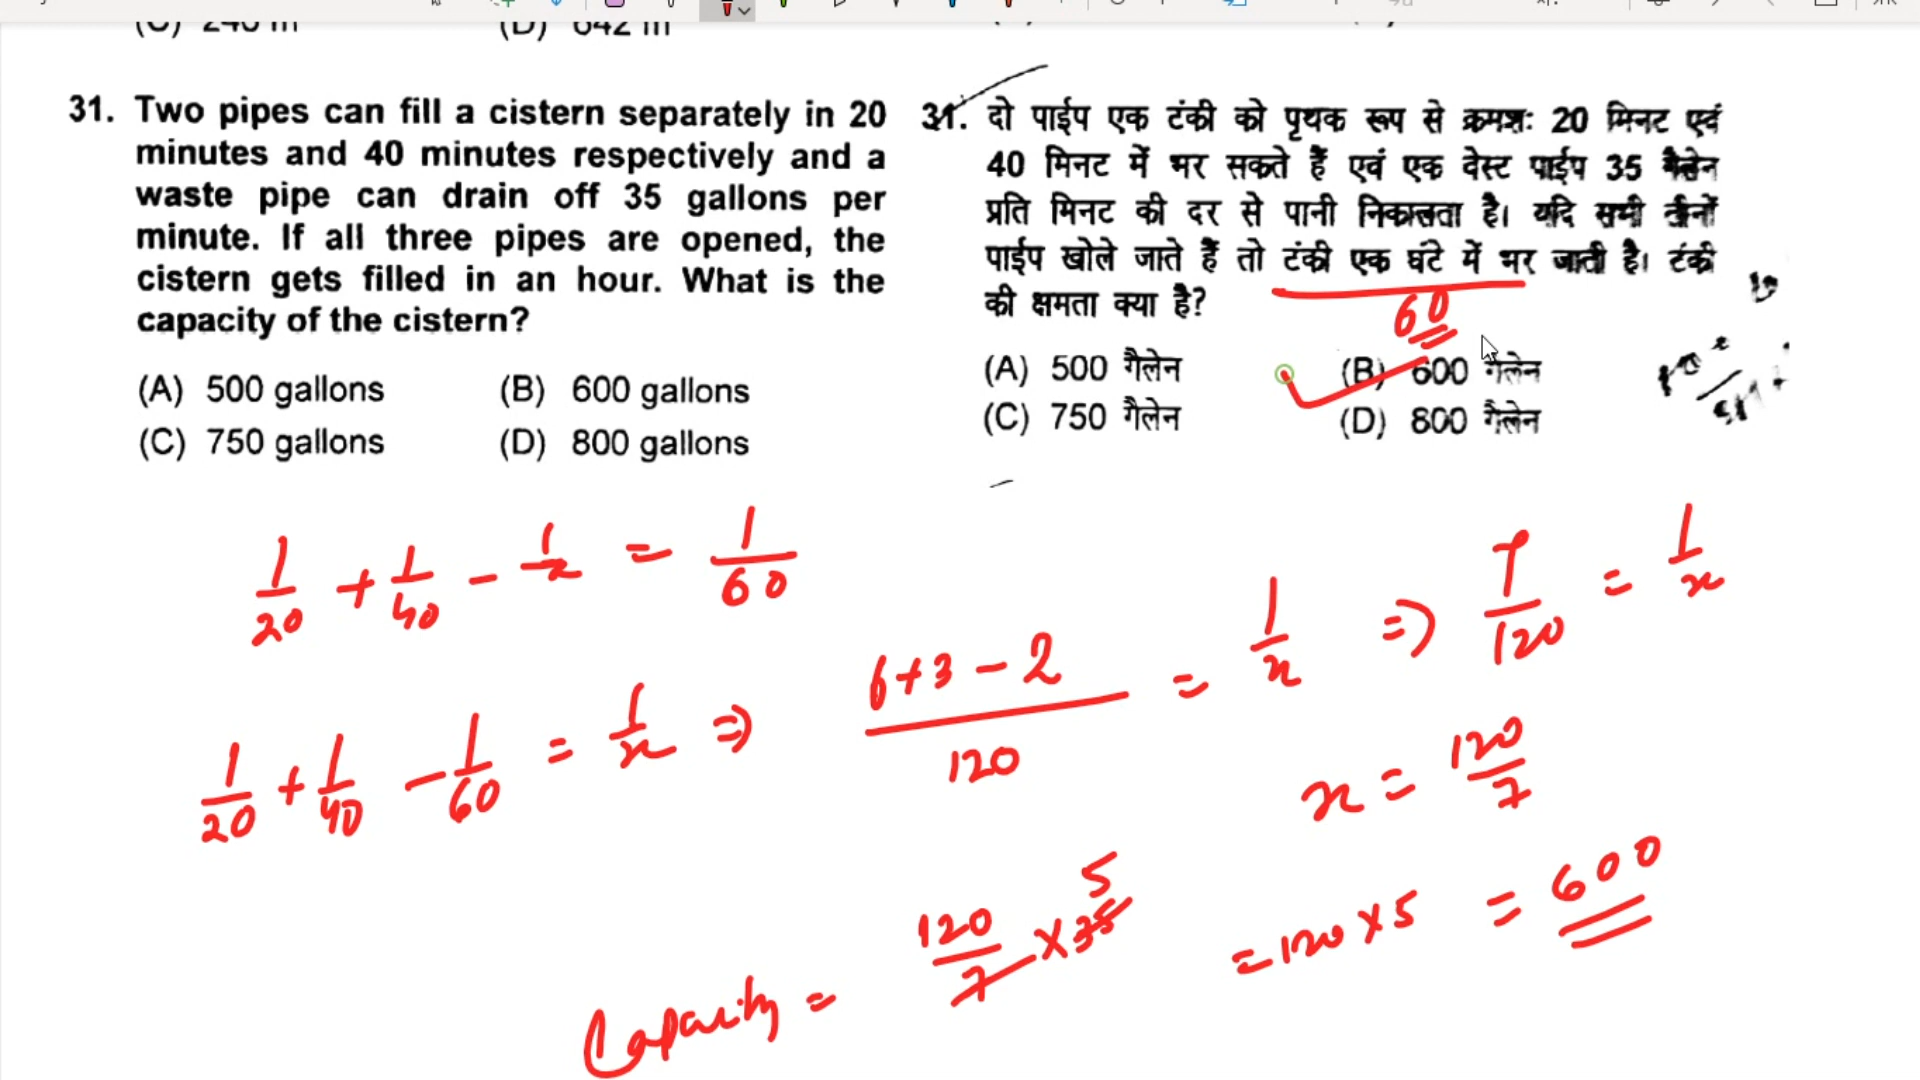 (C) 240 m (D) 642 m
31. Two pipes can fill a cistern separately in 20
minutes and 40 minutes respectively and a
waste pipe can drain off 35 gallons per
minute. If all three pipes are opened, the
cistern gets filled in an hour. What is the
capacity of the cistern?
(A) 500 gallons (B) 600 gallons
(C) 750 gallons (D) 800 gallons
31. दो पाईप एक टंकी को पृथक रूप से क्रमशः 20 मिनट एवं
40 मिनट में भर सकते हैं एवं एक वेस्ट पाईप 35 गैलेन
प्रति मिनट की दर से पानी निकालता है। यदि सभी तीनों
पाईप खोले जाते हैं तो टंकी एक घंटे में भर जाती है। टंकी
की क्षमता क्या है?
60
(A) 500 गैलेन (B) 600 गैलेन
(C) 750 गैलेन (D) 800 गैलेन
1/20 + 1/40 - 1/x = 1/60
1/20 + 1/40 - 1/60 = 1/x => (6+3-2)/120 = 1/x => 7/120 = 1/x
x = 120/7
Capacity = 120/7 × 35 5 = 120 × 5 = 600